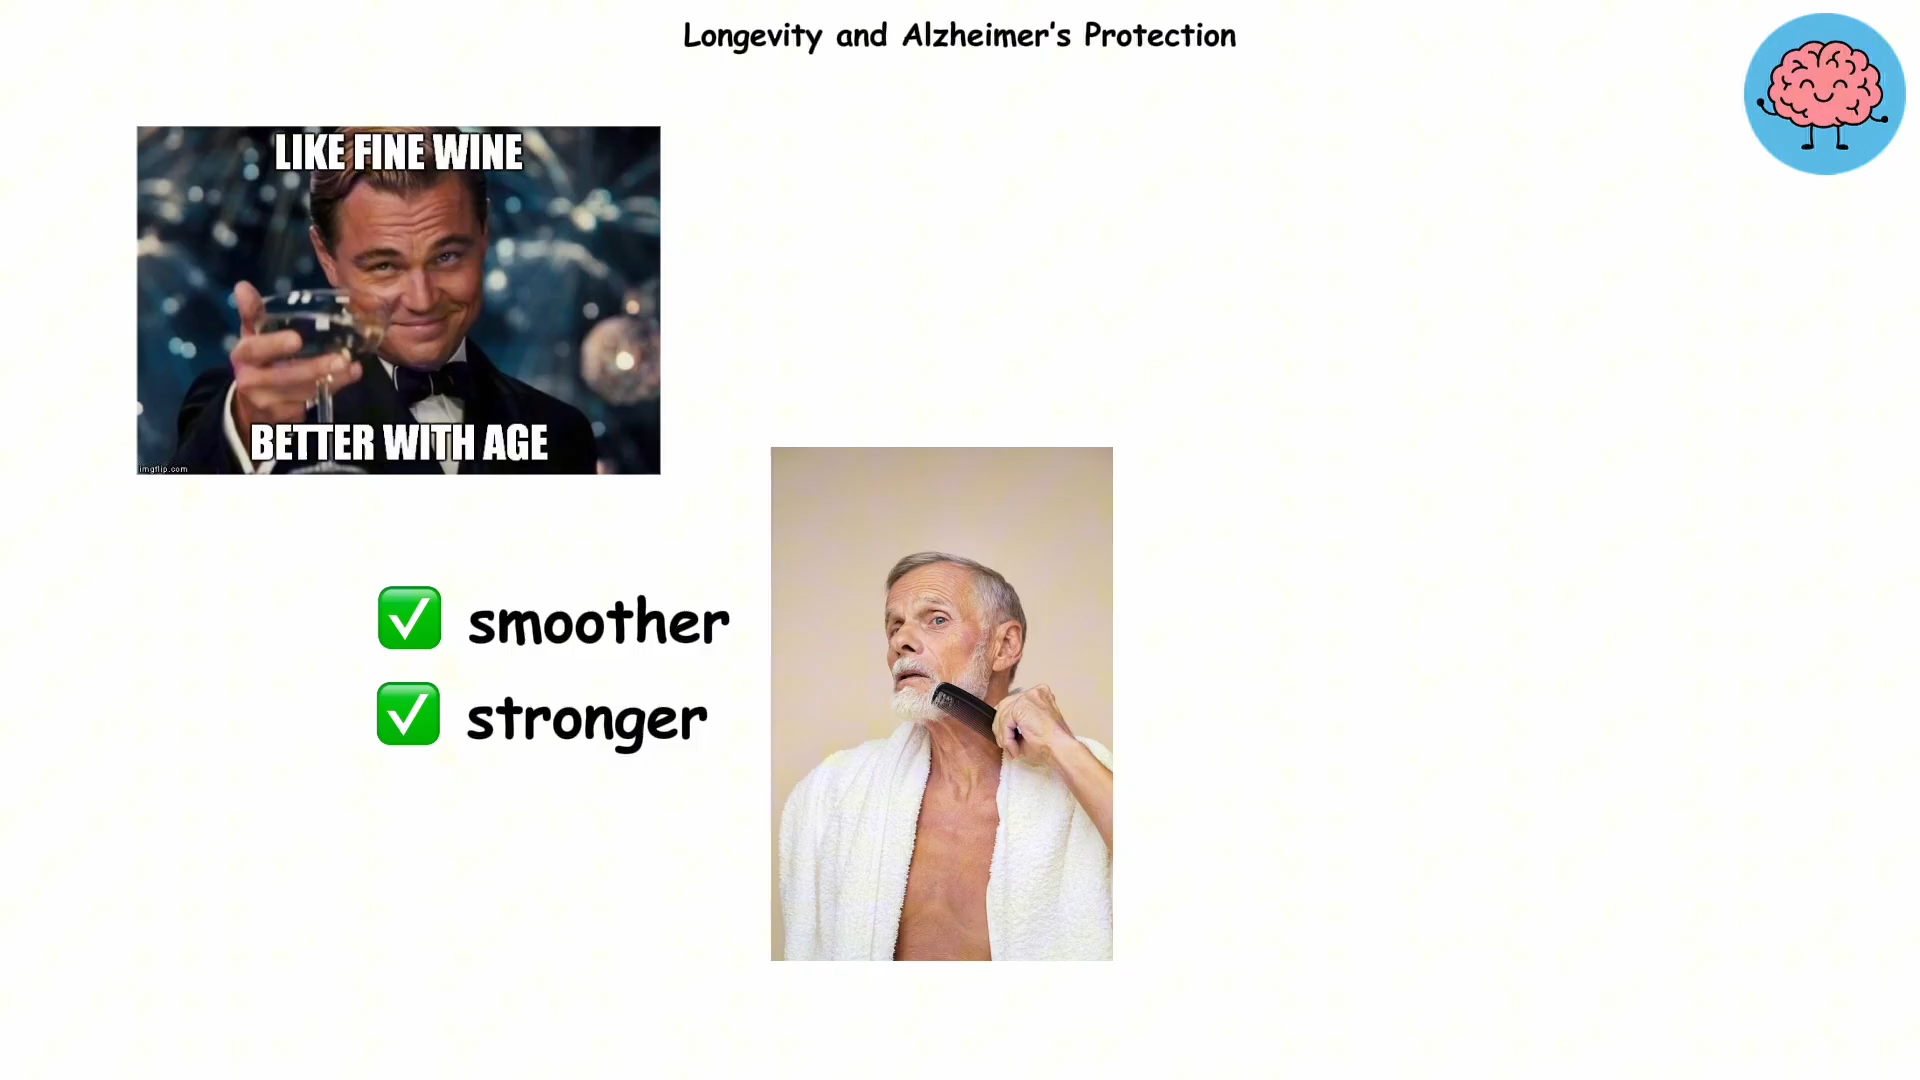 Longevity and Alzheimer's Protection
LIKE FINE WINE
BETTER WITH AGE
imgflip.com
✅ smoother
✅ stronger